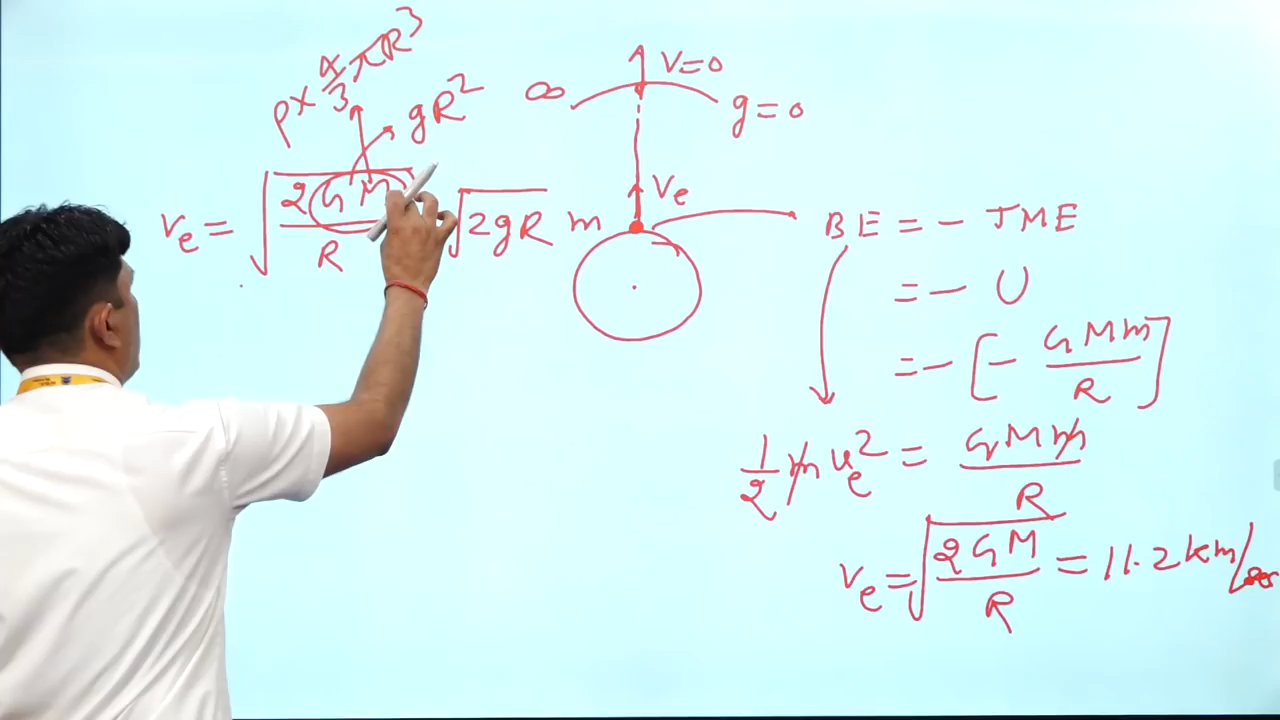 ρ × 4/3 πR³
gR²
vₑ = √(2GM/R) √2gR
∞ V=0
g=0
Vₑ
m
BE = - TME
= - U
= - [- GMm/R]
1/2 m vₑ² = GMm/R
vₑ = √(2GM/R) = 11.2 km/sec